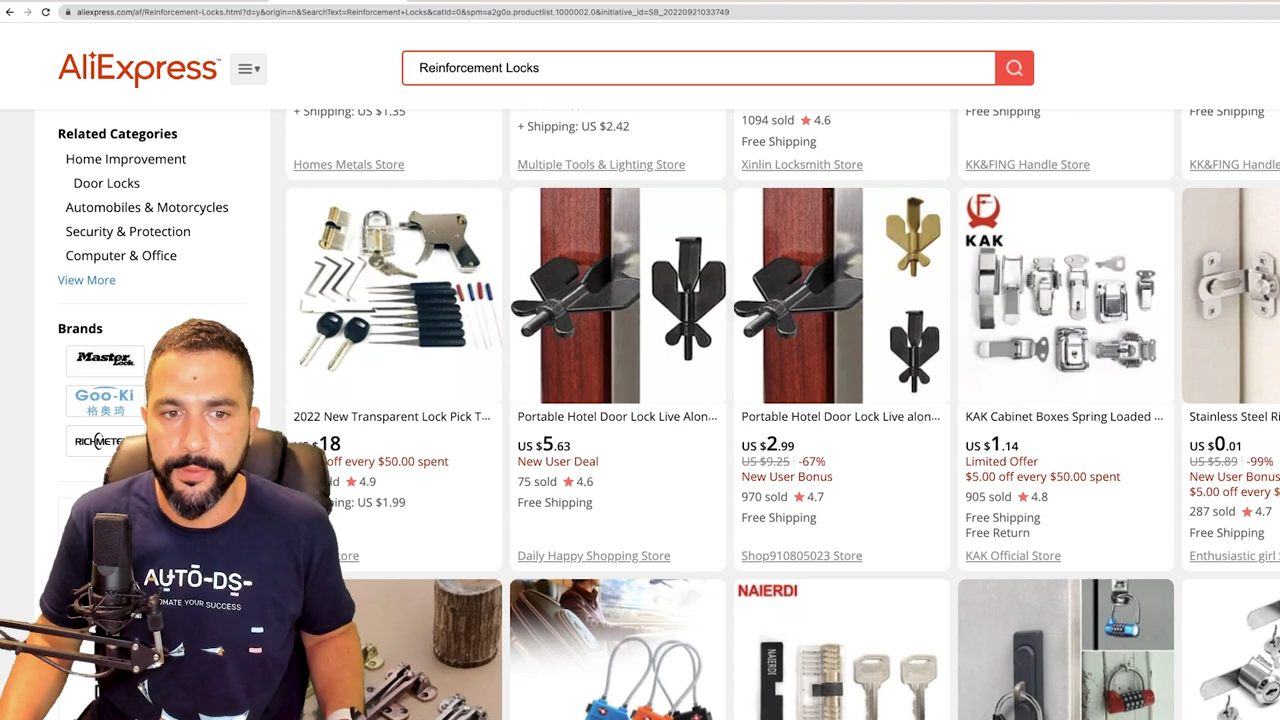 aliexpress.com/af/Reinforcement-Locks.html?d=y&origin=n&SearchText=Reinforcement+Locks&catId=0&spm=a2g0o.productlist.1000002.0&initiative_id=SB_20220921033749
AliExpress
Reinforcement Locks
Related Categories
Home Improvement
Door Locks
Automobiles & Motorcycles
Security & Protection
Computer & Office
View More
Brands
Master Lock
Goo-Ki
格奥琦
+ Shipping: US $1.35
Homes Metals Store
+ Shipping: US $2.42
Multiple Tools & Lighting Store
1094 sold ★ 4.6
Free Shipping
Xinlin Locksmith Store
Free Shipping
KK&FING Handle Store
Free Shipping
KK&FING Handle
2022 New Transparent Lock Pick T...
$18
off every $50.00 spent
★ 4.9
US $1.99
Portable Hotel Door Lock Live Alon...
US $5.63
New User Deal
75 sold ★ 4.6
Free Shipping
Daily Happy Shopping Store
Portable Hotel Door Lock Live alon...
US $2.99
US $9.25 | -67%
New User Bonus
970 sold ★ 4.7
Free Shipping
Shop910805023 Store
KAK
KAK Cabinet Boxes Spring Loaded ...
US $1.14
Limited Offer
$5.00 off every $50.00 spent
905 sold ★ 4.8
Free Shipping
Free Return
KAK Official Store
Stainless Steel Ri
US $0.01
US $5.89 | -99%
New User Bonus
$5.00 off every $
287 sold ★ 4.7
Free Shipping
Enthusiastic girl
NAIERDI
NAIERDI
AUTO-DS-
YOUR SUCCESS